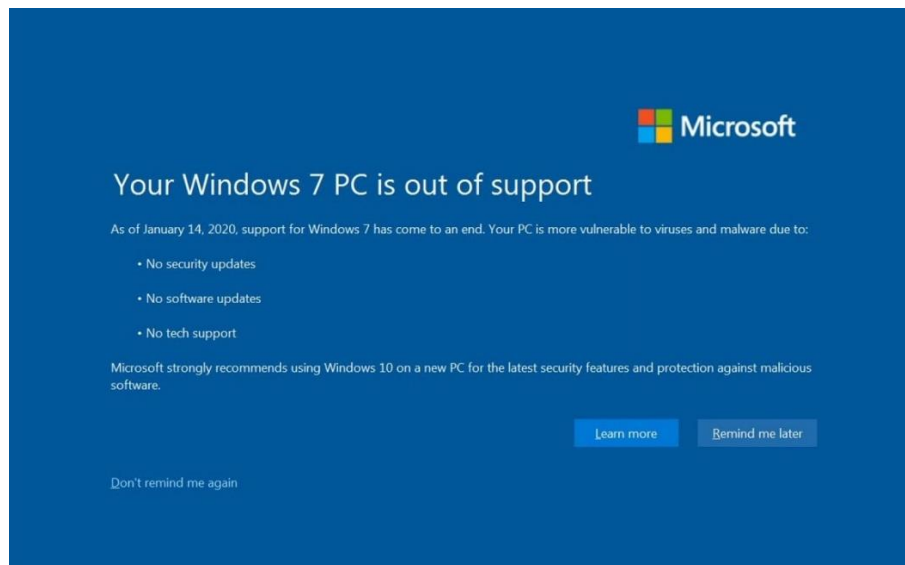 Microsoft
Your Windows 7 PC is out of support
As of January 14, 2020, support for Windows 7 has come to an end. Your PC is more vulnerable to viruses and malware due to:
• No security updates
• No software updates
• No tech support
Microsoft strongly recommends using Windows 10 on a new PC for the latest security features and protection against malicious
software.
Learn more
Remind me later
Don't remind me again